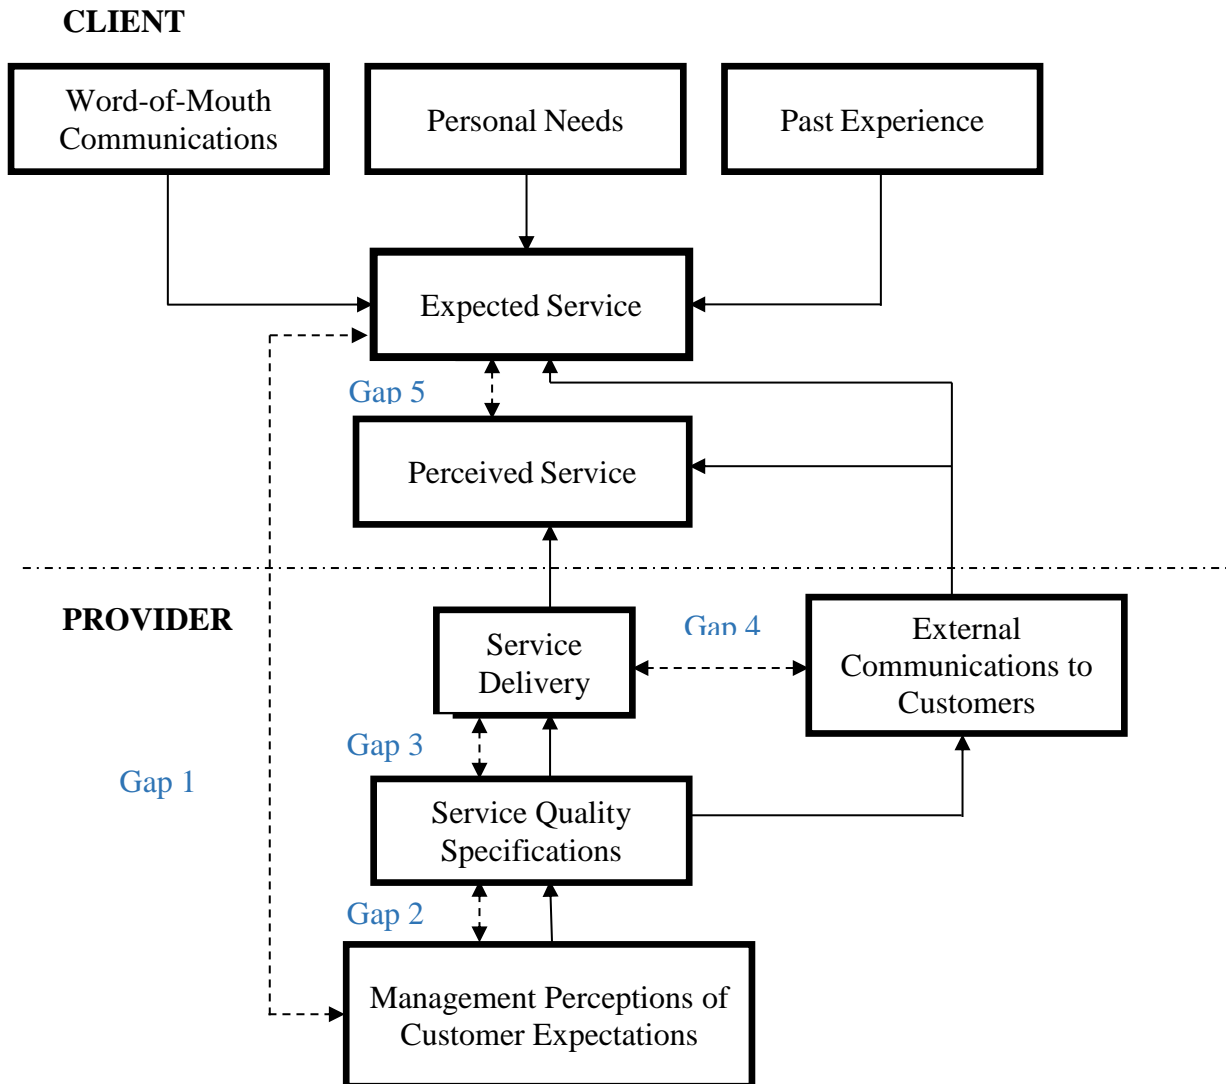 CLIENT
Word-of-Mouth
Communications
Personal Needs
Past Experience
Expected Service
Gap 5
Perceived Service
PROVIDER
Service
Delivery
Gap 4
External
Communications to
Customers
Gap 3
Gap 1
Service Quality
Specifications
Gap 2
Management Perceptions of
Customer Expectations